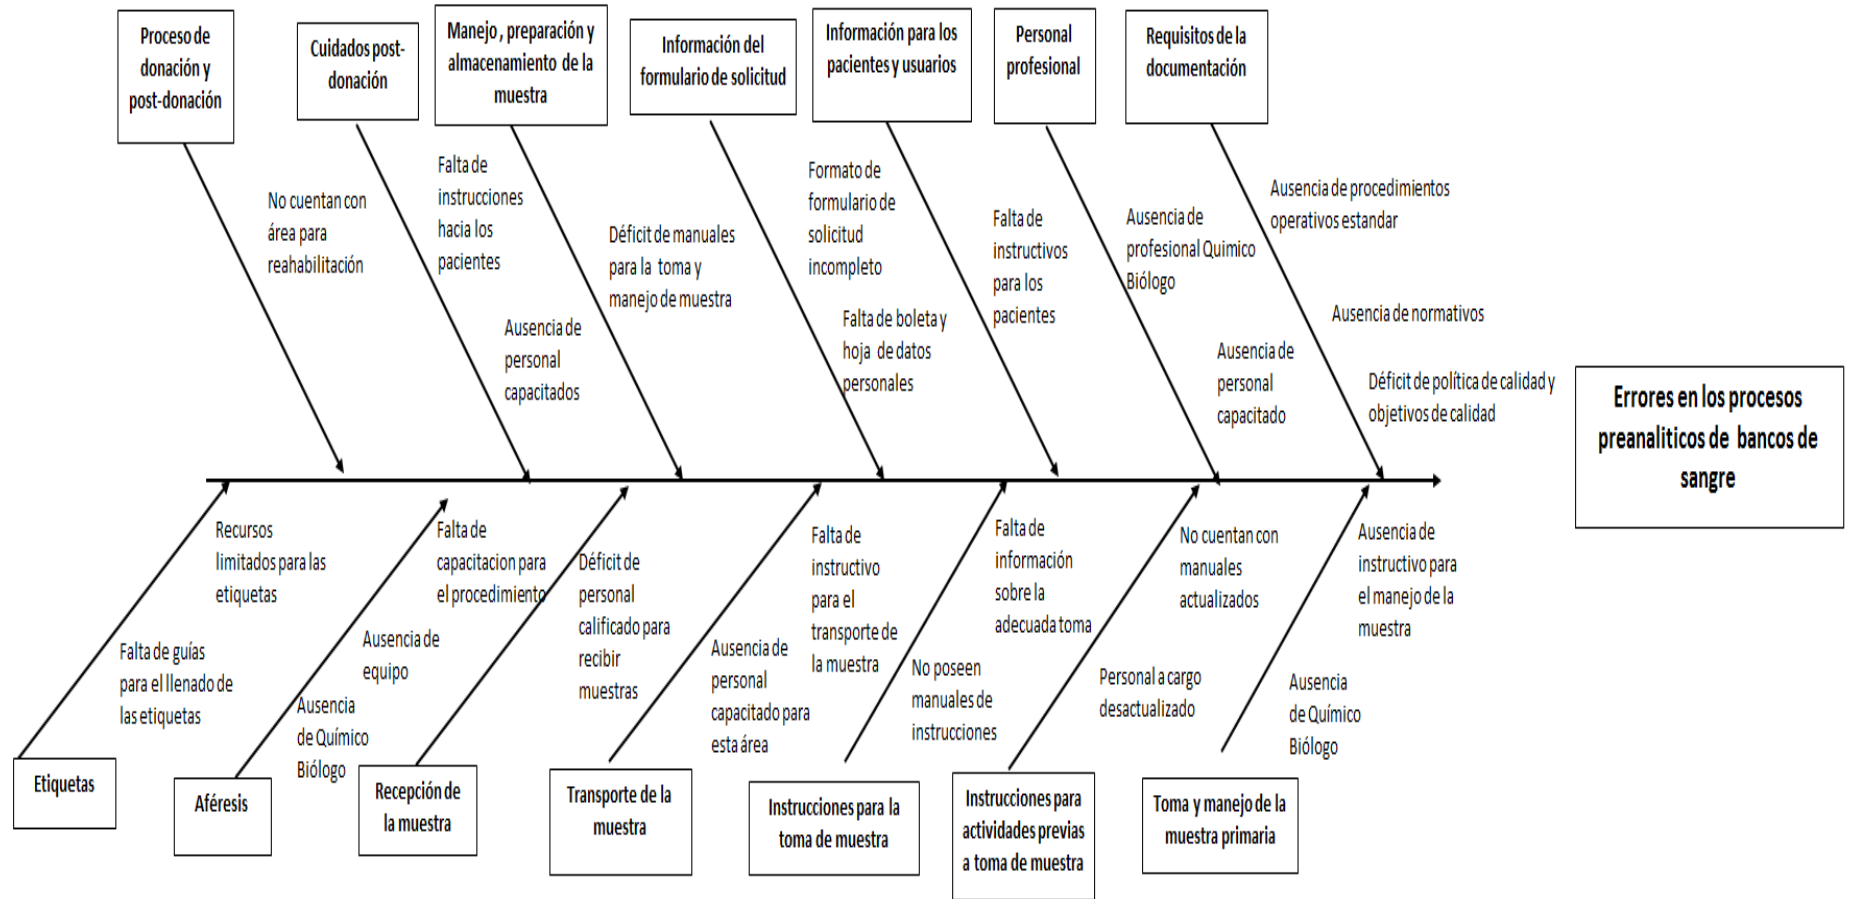 Proceso de
donación y
post-donación
Cuidados post-
donación
Manejo , preparación y
almacenamiento de la
muestra
Información del
formulario de solicitud
Información para los
pacientes y usuarios
Personal
profesional
Requisitos de la
documentación
No cuentan con
área para
reahabilitación
Falta de
instrucciones
hacia los
pacientes
Ausencia de
personal
capacitados
Déficit de manuales
para la toma y
manejo de muestra
Formato de
formulario de
solicitud
incompleto
Falta de boleta y
hoja de datos
personales
Falta de
instructivos
para los
pacientes
Ausencia de
profesional Quimico
Biólogo
Ausencia de
personal
capacitado
Ausencia de procedimientos
operativos estandar
Ausencia de normativos
Déficit de política de calidad y
objetivos de calidad
Errores en los procesos
preanaliticos de bancos de
sangre
Recursos
limitados para las
etiquetas
Falta de guías
para el llenado de
las etiquetas
Falta de
capacitacion para
el procedimiento
Ausencia de
equipo
Ausencia
de Químico
Biólogo
Déficit de
personal
calificado para
recibir
muestras
Falta de
instructivo
para el
transporte de
la muestra
Ausencia de
personal
capacitado para
esta área
Falta de
información
sobre la
adecuada toma
No poseen
manuales de
instrucciones
No cuentan con
manuales
actualizados
Personal a cargo
desactualizado
Ausencia de
instructivo para
el manejo de la
muestra
Ausencia
de Químico
Biólogo
Etiquetas
Aféresis
Recepción de
la muestra
Transporte de la
muestra
Instrucciones para la
toma de muestra
Instrucciones para
actividades previas
a toma de muestra
Toma y manejo de la
muestra primaria